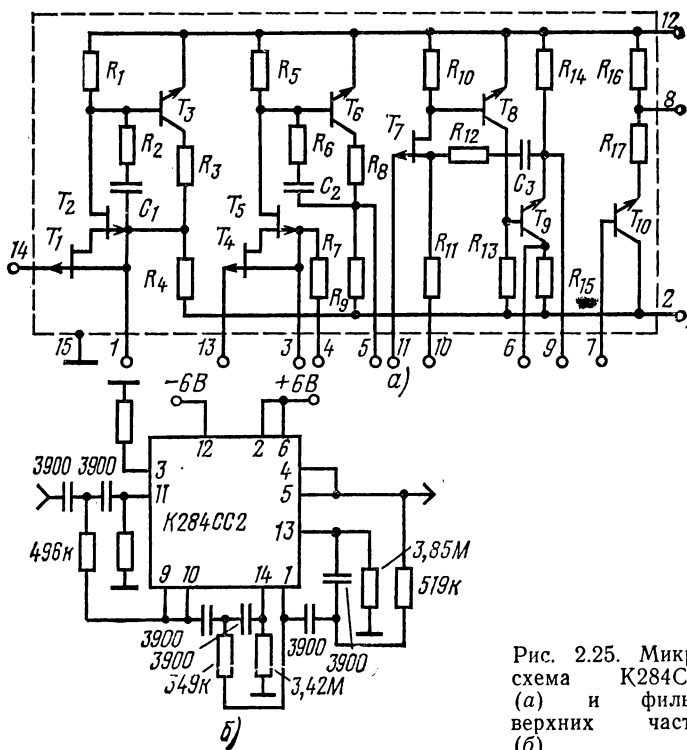 12
R1 R5 R10 R14 R16
T3 T6 T8
8
T7 R12
R2 R6 R8 R17
R3 C3
T2 C1 T5 C2 T9 T10
T1 T4 R7 R11 R13
14
R4 R9 R15
2
15 1 13 3 4 5 11 10 6 9 7
а)
-6В +6В
12 2 6
3900 3900 3 4
11 5
К284СС2
13
496к 3,85М
9 10 14 1 519к
3900
3900 3900 3900
349к 3,42М
б)
Рис. 2.25. Микр
схема К284С
(а) и филь
верхних част
(б)